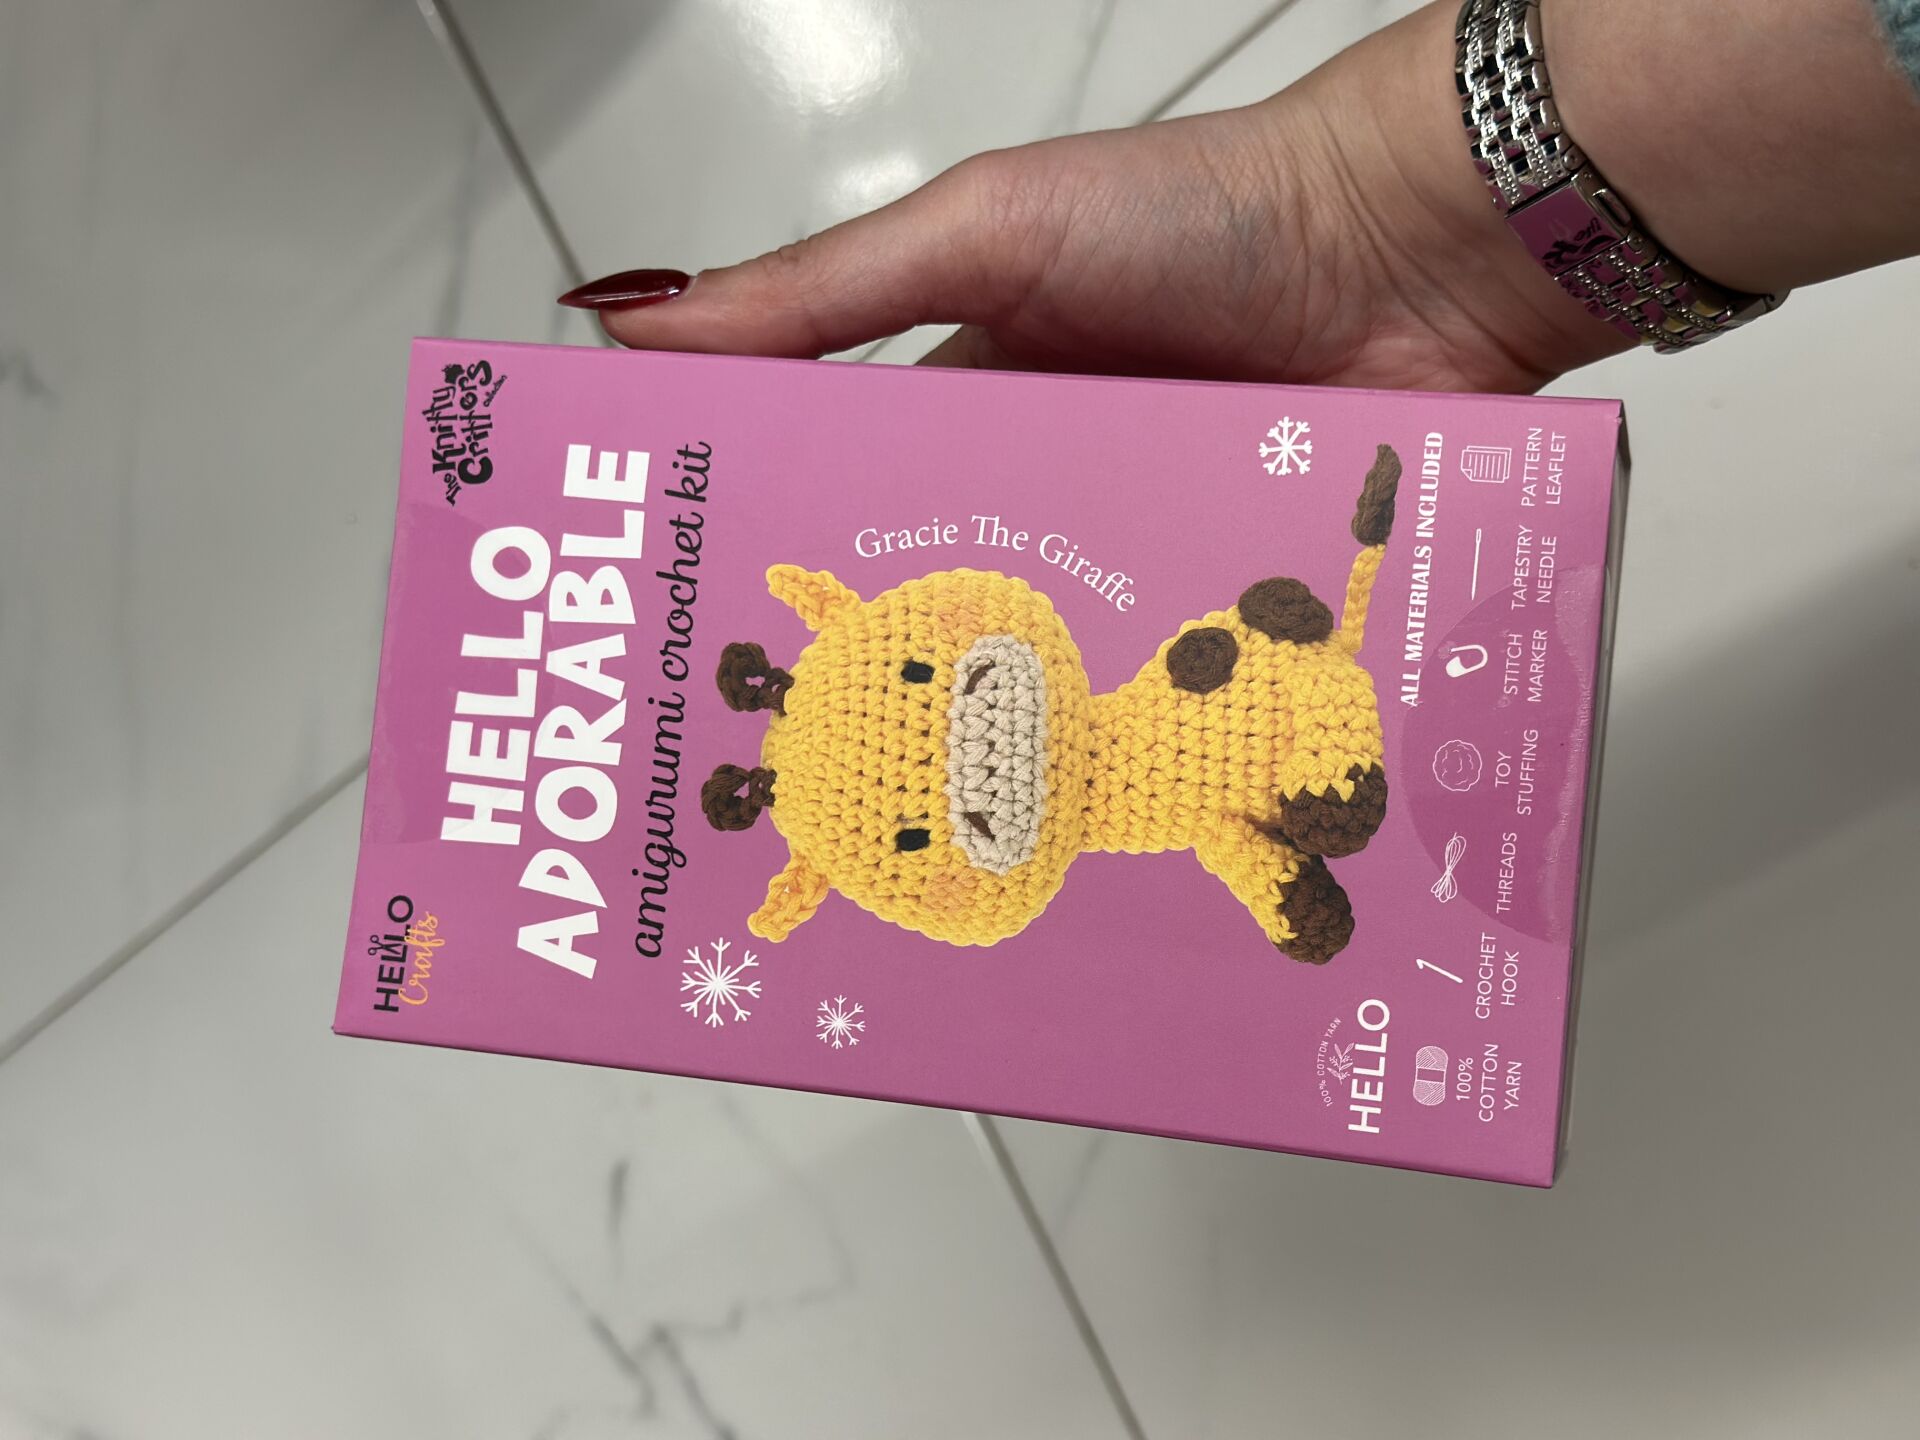 HELLO
Crafts
The Knitty
Critters
Collection
HELLO
ADORABLE
amigurumi crochet kit
Gracie The Giraffe
100% COTTON YARN
HELLO
ALL MATERIALS INCLUDED
100%
COTTON
YARN
CROCHET
HOOK
THREADS
TOY
STUFFING
STITCH
MARKER
TAPESTRY
NEEDLE
PATTERN
LEAFLET